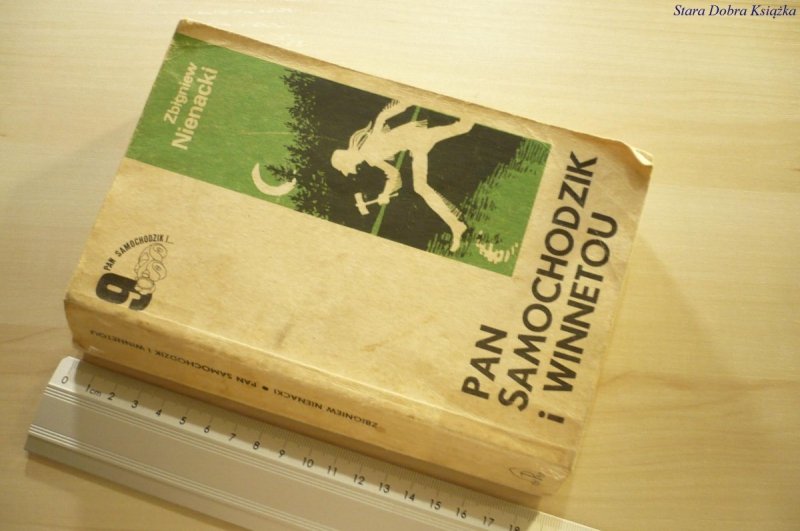 Stara Dobra Książka
Zbigniew
Nienacki
PAN SAMOCHODZIK I...
9
PAN
SAMOCHODZIK
i WINNETOU
ZBIGNIEW NIENACKI • PAN SAMOCHODZIK I WINNETOU
0 1cm 2 3 4 5 6 7 8 9 10 11 12 13 14 15 16 17 18